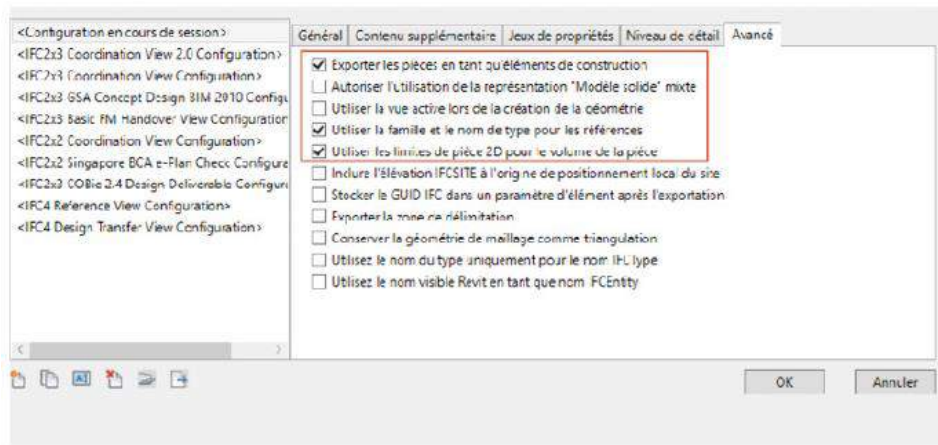 <Configuration en cours de session>
<IFC2x3 Coordination View 2.0 Configuration>
<IFC2x3 Coordination View Configuration>
<IFC2x3 GSA Concept Design BIM 2010 Configu
<IFC2x3 Basic FM Handover View Configuration
<IFC2x2 Coordination View Configuration>
<IFC2x2 Singapore BCA e-Plan Check Configura
<IFC2x3 COBie 2.4 Design Deliverable Configura
<IFC4 Reference View Configuration>
<IFC4 Design Transfer View Configuration>
Général Contenu supplémentaire Jeux de propriétés Niveau de détail Avancé
Exporter les pièces en tant qu'éléments de construction
Autoriser l'utilisation de la représentation "Modèle solide" mixte
Utiliser la vue active lors de la création de la géométrie
Utiliser la famille et le nom de type pour les références
Utiliser les limites de pièce 2D pour le volume de la pièce
Inclure l'élévation IFCSITE à l'origine de positionnement local du site
Stocker le GUID IFC dans un paramètre d'élément après l'exportation
Exporter la zone de délimitation
Conserver la géométrie de maillage comme triangulation
Utilisez le nom du type uniquement pour le nom IFCType
Utilisez le nom visible Revit en tant que nom IFCEntity
OK Annuler